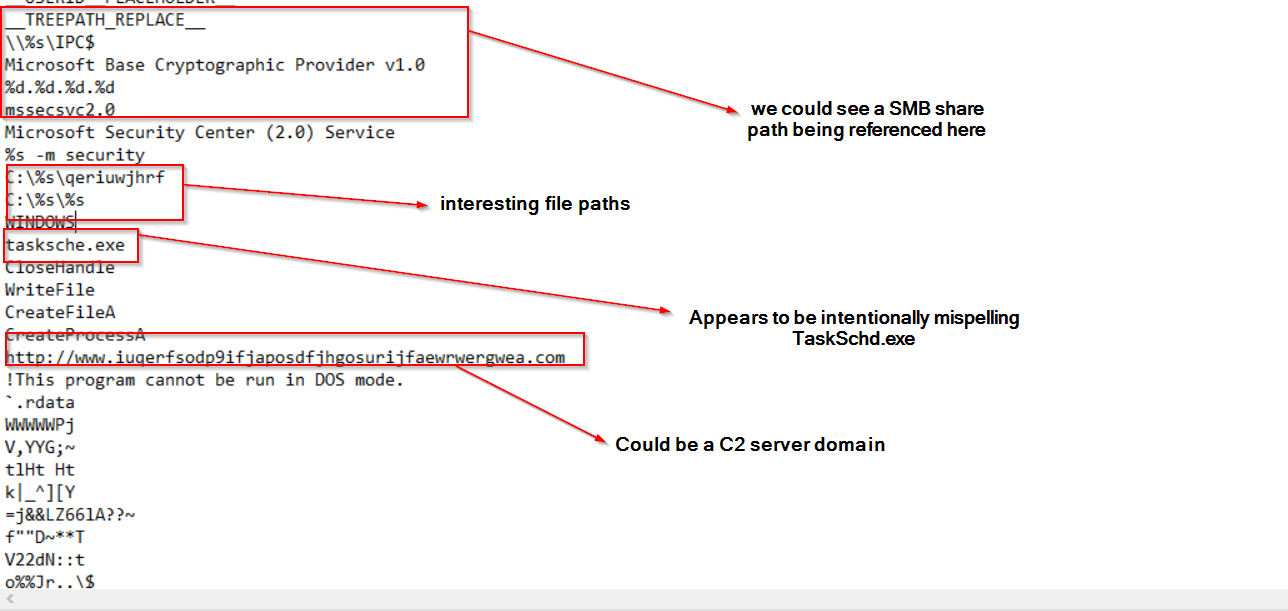 __USERID__PLACEHOLDER__
__TREEPATH_REPLACE__
\\%s\IPC$
Microsoft Base Cryptographic Provider v1.0
%d.%d.%d.%d
mssecsvc2.0
Microsoft Security Center (2.0) Service
%s -m security
C:\%s\qeriuwjhrf
C:\%s\%s
WINDOWS
tasksche.exe
CloseHandle
WriteFile
CreateFileA
CreateProcessA
http://www.iuqerfsodp9ifjaposdfjhgosurijfaewrwergwea.com
!This program cannot be run in DOS mode.
`.rdata
WWWWWPj
V,YYG;~
tlHt Ht
k|_^][Y
=j&&LZ66lA??~
f""D~**T
V22dN::t
o%%Jr..\$
we could see a SMB share
path being referenced here
interesting file paths
Appears to be intentionally mispelling
TaskSchd.exe
Could be a C2 server domain